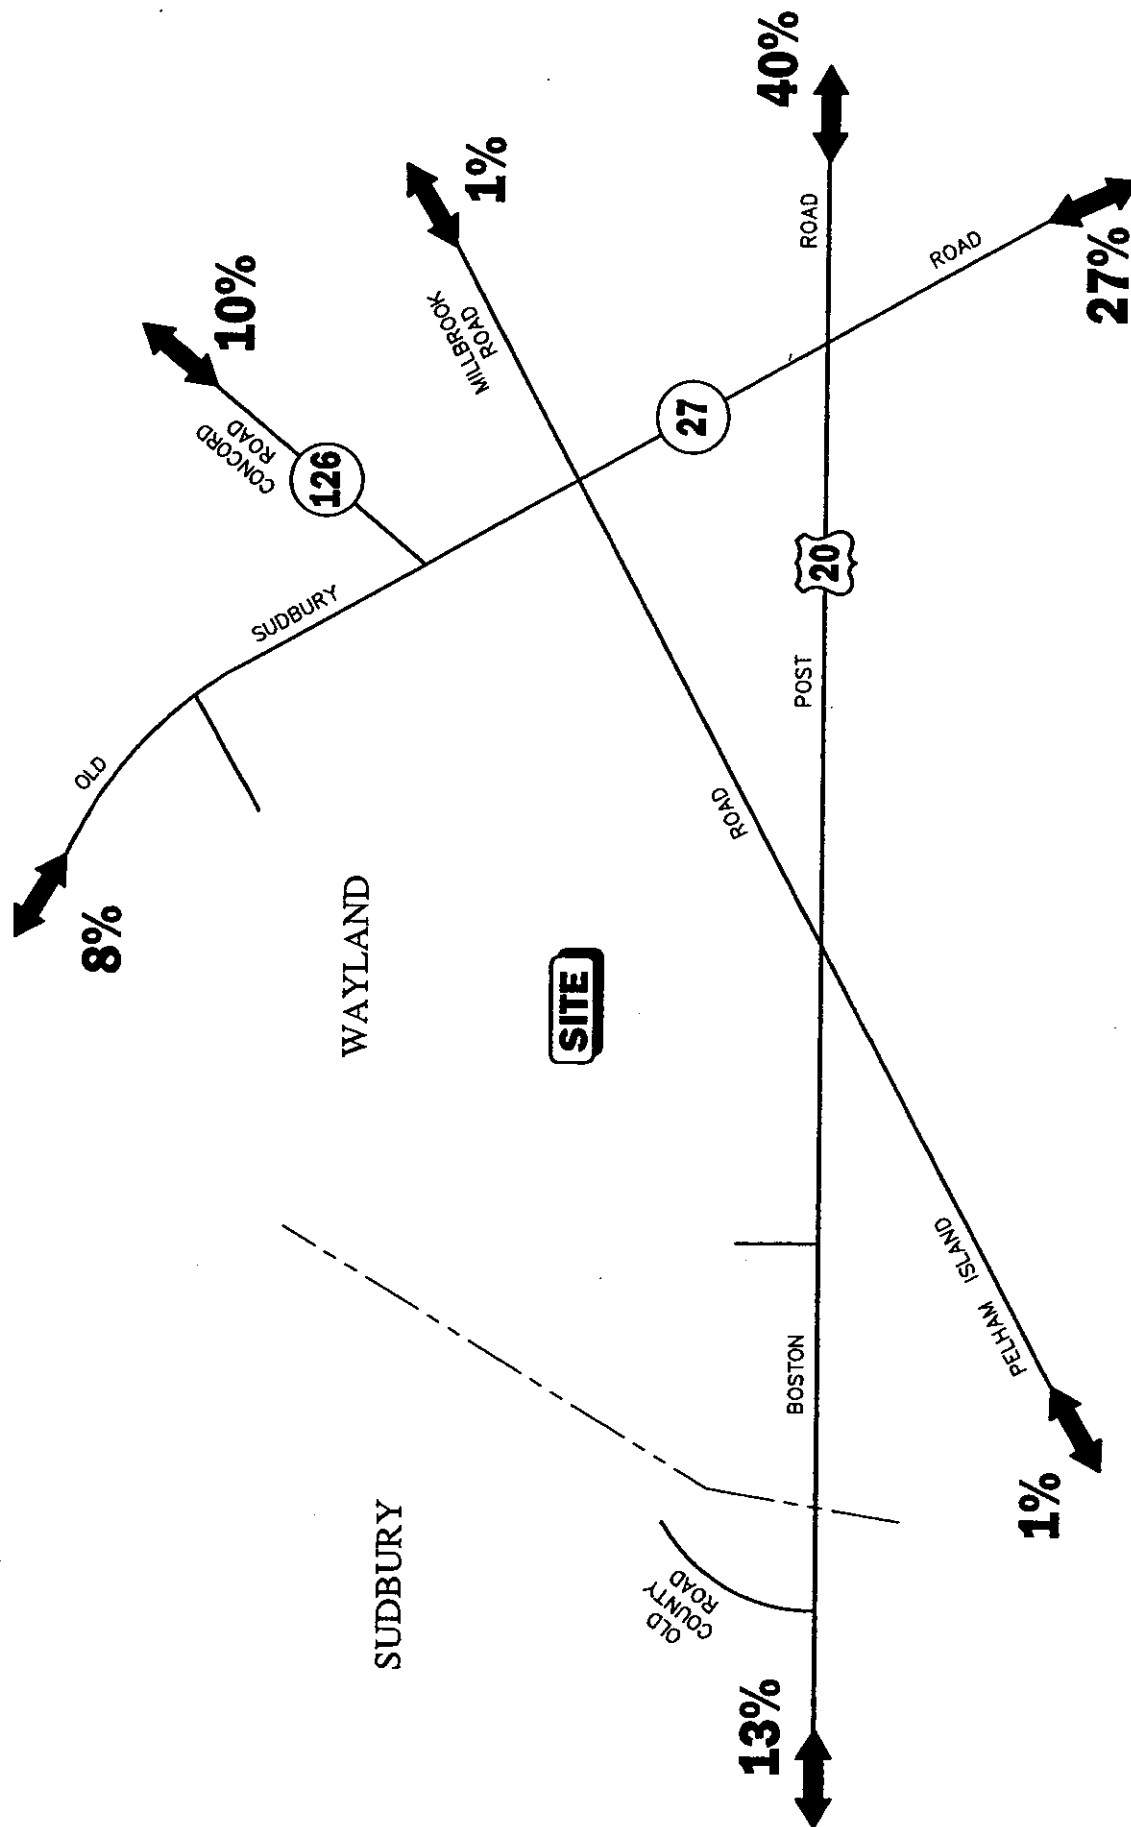 8%
OLD
SUDBURY
10%
CONCORD
ROAD
126
1%
MILLBROOK
ROAD
27
ROAD
40%
ROAD
27%
20
POST
ROAD
WAYLAND
SITE
SUDBURY
BOSTON
PELHAM ISLAND
1%
OLD
COUNTY
ROAD
13%